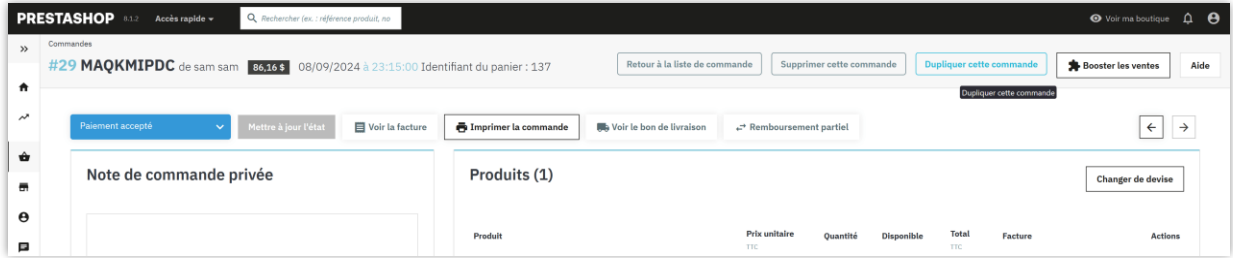 PRESTASHOP 8.1.2 Accès rapide Rechercher (ex. : référence produit, no Voir ma boutique
Commandes
#29 MAQKMIPDC de sam sam 86,16 $ 08/09/2024 à 23:15:00 Identifiant du panier : 137 Retour à la liste de commande Supprimer cette commande Dupliquer cette commande Booster les ventes Aide
Dupliquer cette commande
Paiement accepté Mettre à jour l'état Voir la facture Imprimer la commande Voir le bon de livraison Remboursement partiel
Note de commande privée Produits (1) Changer de devise
Produit Prix unitaire Quantité Disponible Total Facture Actions
TTC TTC